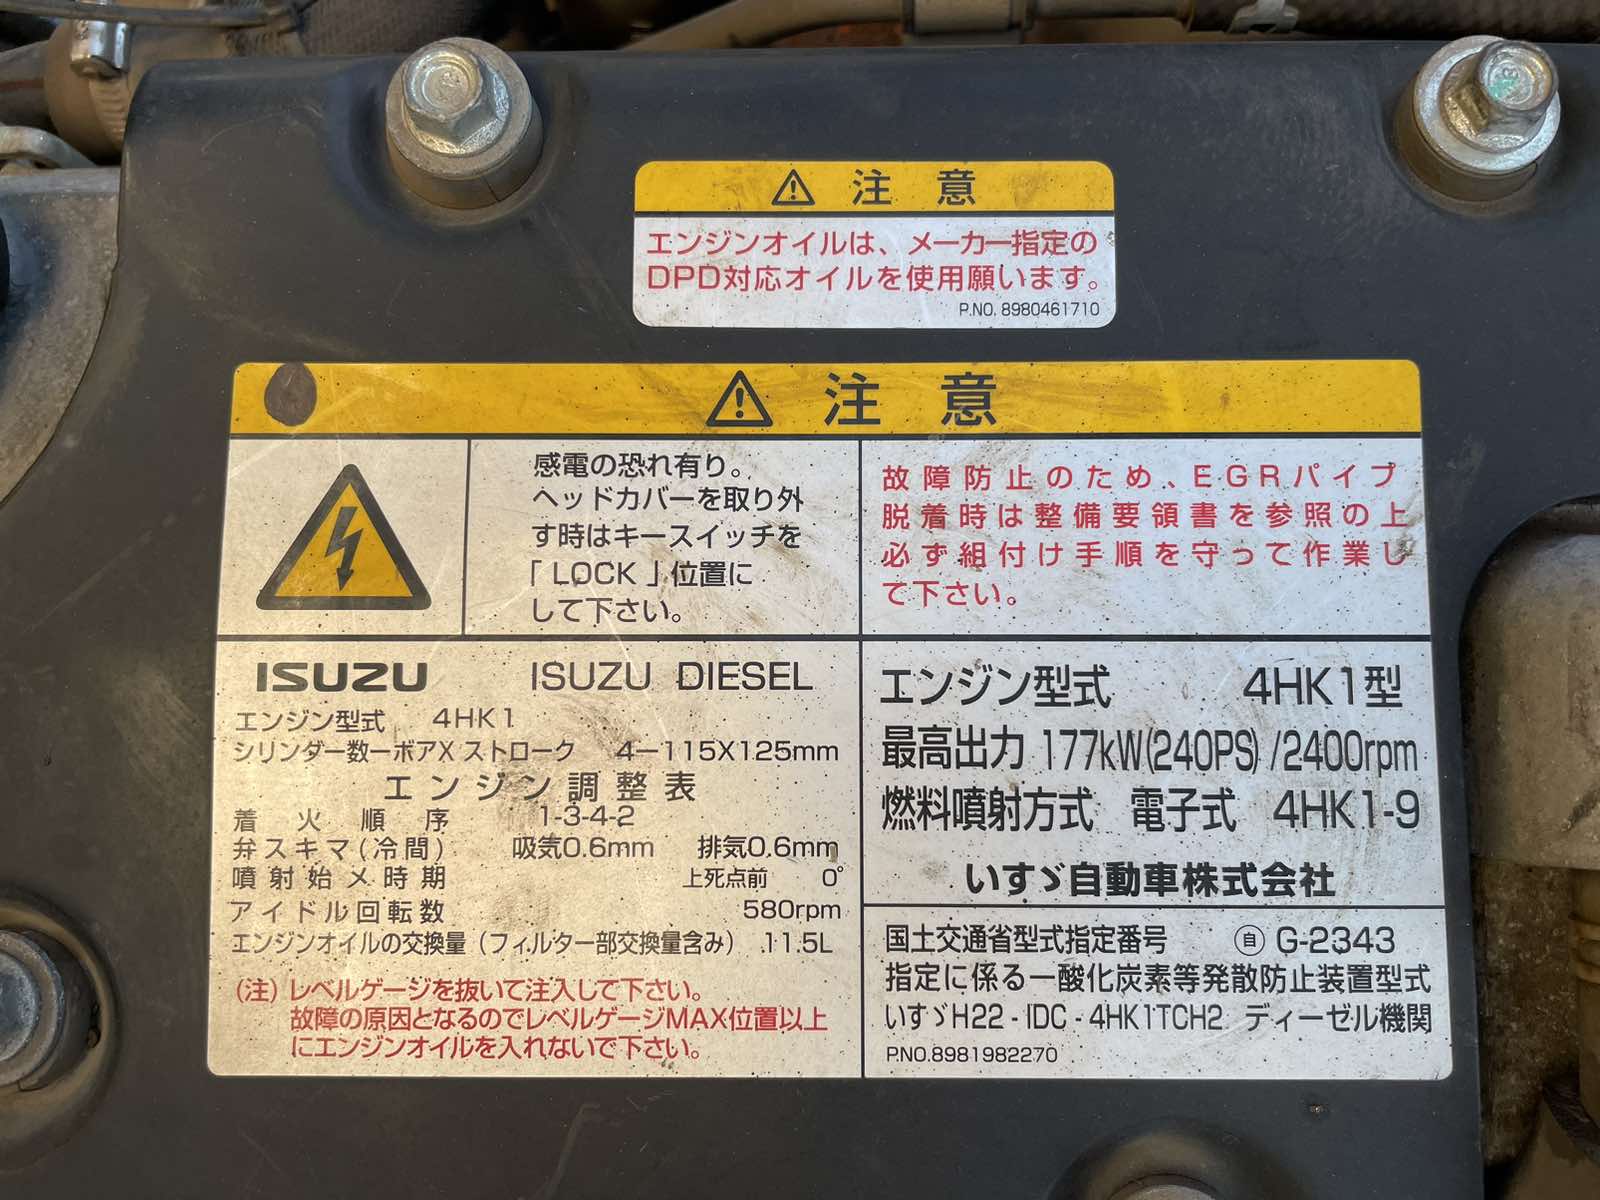 ⚠ 注意
エンジンオイルは、メーカー指定の
DPD対応オイルを使用願います。
P.NO. 8980461710
⚠ 注意
感電の恐れ有り。
ヘッドカバーを取り外
す時はキースイッチを
「LOCK」位置に
して下さい。
故障防止のため、EGRパイプ
脱着時は整備要領書を参照の上
必ず組付け手順を守って作業し
て下さい。
ISUZU ISUZU DIESEL
エンジン型式 4HK1
シリンダー数ーボアX ストローク 4ー115X125mm
エンジン調整表
着火順序 1-3-4-2
弁スキマ(冷間) 吸気0.6mm 排気0.6mm
噴射始メ時期 上死点前 0°
アイドル回転数 580rpm
エンジンオイルの交換量(フィルター部交換量含み) 11.5L
(注)レベルゲージを抜いて注入して下さい。
故障の原因となるのでレベルゲージMAX位置以上
にエンジンオイルを入れないで下さい。
エンジン型式 4HK1型
最高出力 177kW(240PS)/2400rpm
燃料噴射方式 電子式 4HK1-9
いすゞ自動車株式会社
国土交通省型式指定番号 ㊀自 G-2343
指定に係る一酸化炭素等発散防止装置型式
いすゞH22-IDC-4HK1TCH2 ディーゼル機関
P.NO.8981982270